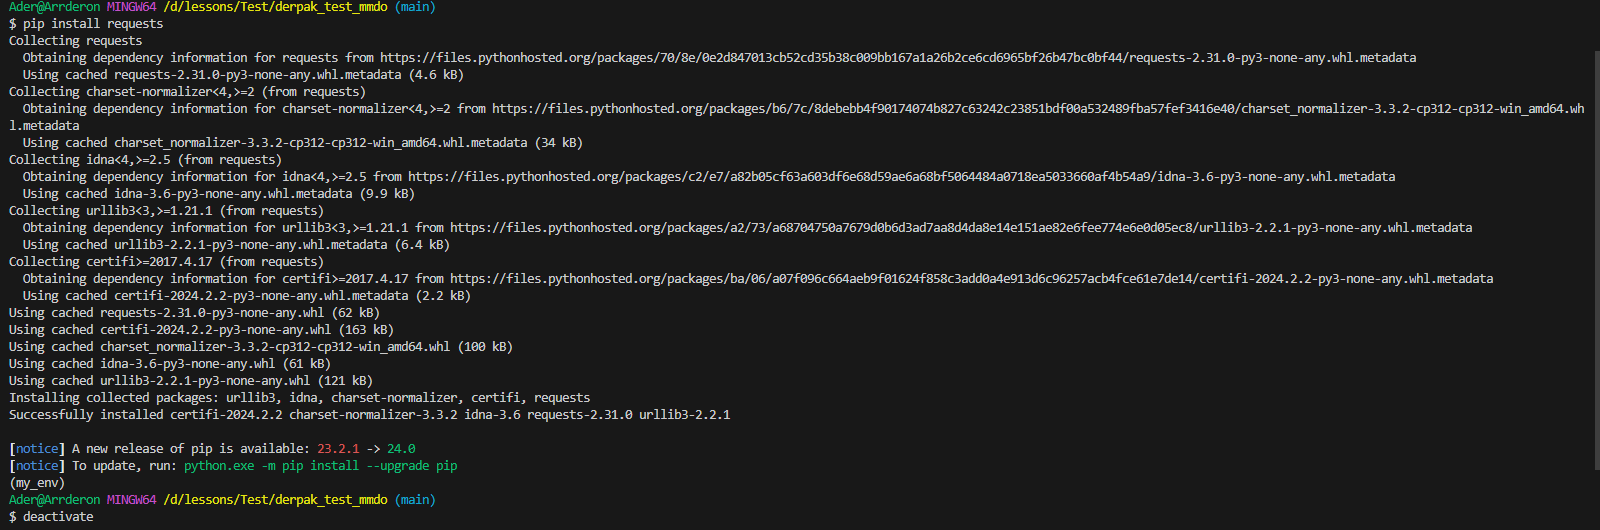 Ader@Arrderon MINGW64 /d/lessons/Test/derpak_test_mmdo (main)
$ pip install requests
Collecting requests
  Obtaining dependency information for requests from https://files.pythonhosted.org/packages/70/8e/0e2d847013cb52cd35b38c009bb167a1a26b2ce6cd6965bf26b47bc0bf44/requests-2.31.0-py3-none-any.whl.metadata
  Using cached requests-2.31.0-py3-none-any.whl.metadata (4.6 kB)
Collecting charset-normalizer<4,>=2 (from requests)
  Obtaining dependency information for charset-normalizer<4,>=2 from https://files.pythonhosted.org/packages/b6/7c/8debebb4f90174074b827c63242c23851bdf00a532489fba57fef3416e40/charset_normalizer-3.3.2-cp312-cp312-win_amd64.wh
l.metadata
  Using cached charset_normalizer-3.3.2-cp312-cp312-win_amd64.whl.metadata (34 kB)
Collecting idna<4,>=2.5 (from requests)
  Obtaining dependency information for idna<4,>=2.5 from https://files.pythonhosted.org/packages/c2/e7/a82b05cf63a603df6e68d59ae6a68bf5064484a0718ea5033660af4b54a9/idna-3.6-py3-none-any.whl.metadata
  Using cached idna-3.6-py3-none-any.whl.metadata (9.9 kB)
Collecting urllib3<3,>=1.21.1 (from requests)
  Obtaining dependency information for urllib3<3,>=1.21.1 from https://files.pythonhosted.org/packages/a2/73/a68704750a7679d0b6d3ad7aa8d4da8e14e151ae82e6fee774e6e0d05ec8/urllib3-2.2.1-py3-none-any.whl.metadata
  Using cached urllib3-2.2.1-py3-none-any.whl.metadata (6.4 kB)
Collecting certifi>=2017.4.17 (from requests)
  Obtaining dependency information for certifi>=2017.4.17 from https://files.pythonhosted.org/packages/ba/06/a07f096c664aeb9f01624f858c3add0a4e913d6c96257acb4fce61e7de14/certifi-2024.2.2-py3-none-any.whl.metadata
  Using cached certifi-2024.2.2-py3-none-any.whl.metadata (2.2 kB)
Using cached requests-2.31.0-py3-none-any.whl (62 kB)
Using cached certifi-2024.2.2-py3-none-any.whl (163 kB)
Using cached charset_normalizer-3.3.2-cp312-cp312-win_amd64.whl (100 kB)
Using cached idna-3.6-py3-none-any.whl (61 kB)
Using cached urllib3-2.2.1-py3-none-any.whl (121 kB)
Installing collected packages: urllib3, idna, charset-normalizer, certifi, requests
Successfully installed certifi-2024.2.2 charset-normalizer-3.3.2 idna-3.6 requests-2.31.0 urllib3-2.2.1

[notice] A new release of pip is available: 23.2.1 -> 24.0
[notice] To update, run: python.exe -m pip install --upgrade pip
(my_env)
Ader@Arrderon MINGW64 /d/lessons/Test/derpak_test_mmdo (main)
$ deactivate